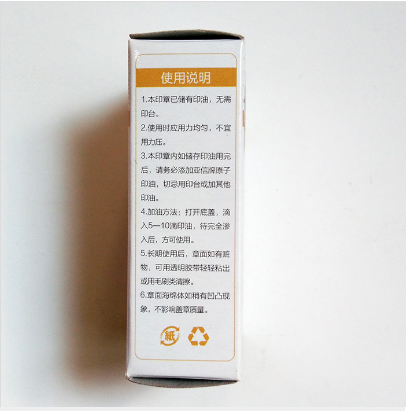 使用说明
1.本印章已储有印油，无需
印台。
2.使用时应用力均匀，不宜
用力压。
3.本印章内如储存印油用完
后，请务必添加亚信牌原子
印油，切忌用印台或加其他
印油。
4.加油方法：打开底盖，滴
入5—10滴印油，待完全渗
入后，方可使用。
5.长期使用后，章面如有脏
物、可用透明胶带轻轻粘出
或用毛刷类清擦。
6.章面海绵体如稍有凹凸现
象，不影响盖章质量。
紙